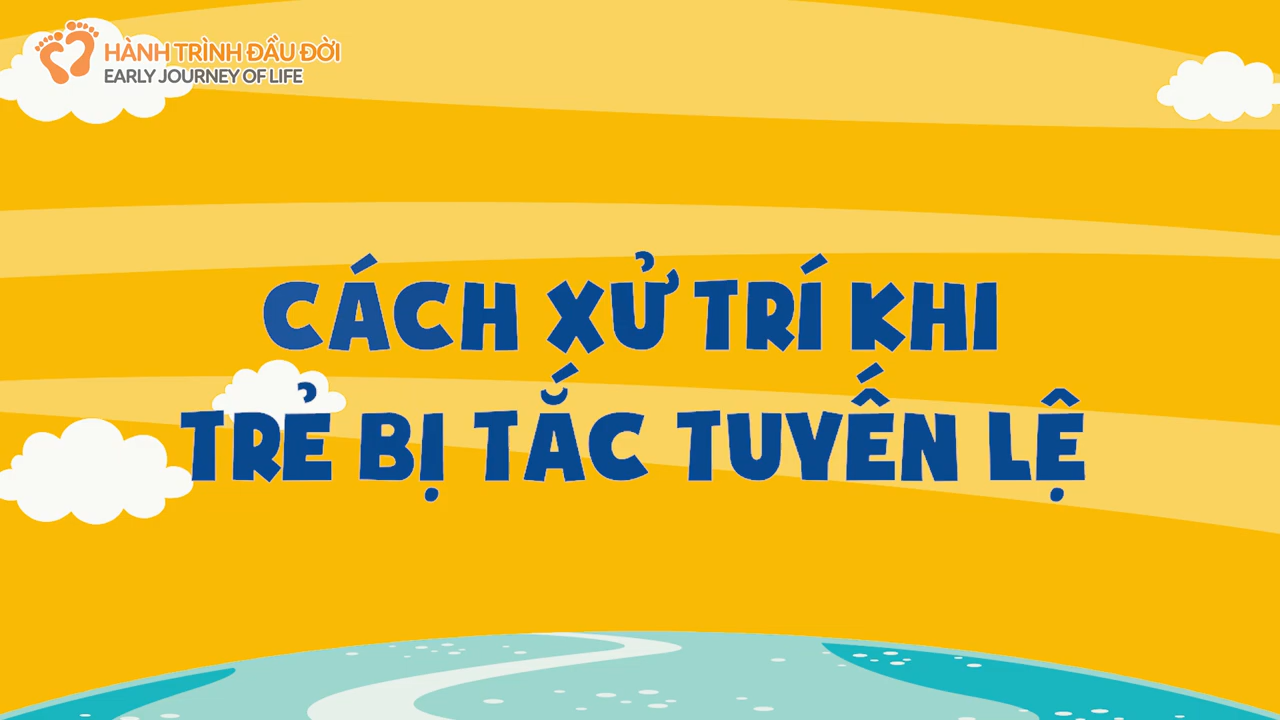 HÀNH TRÌNH ĐẦU ĐỜI
EARLY JOURNEY OF LIFE
CÁCH XỬ TRÍ KHI
TRẺ BỊ TẮC TUYẾN LỆ